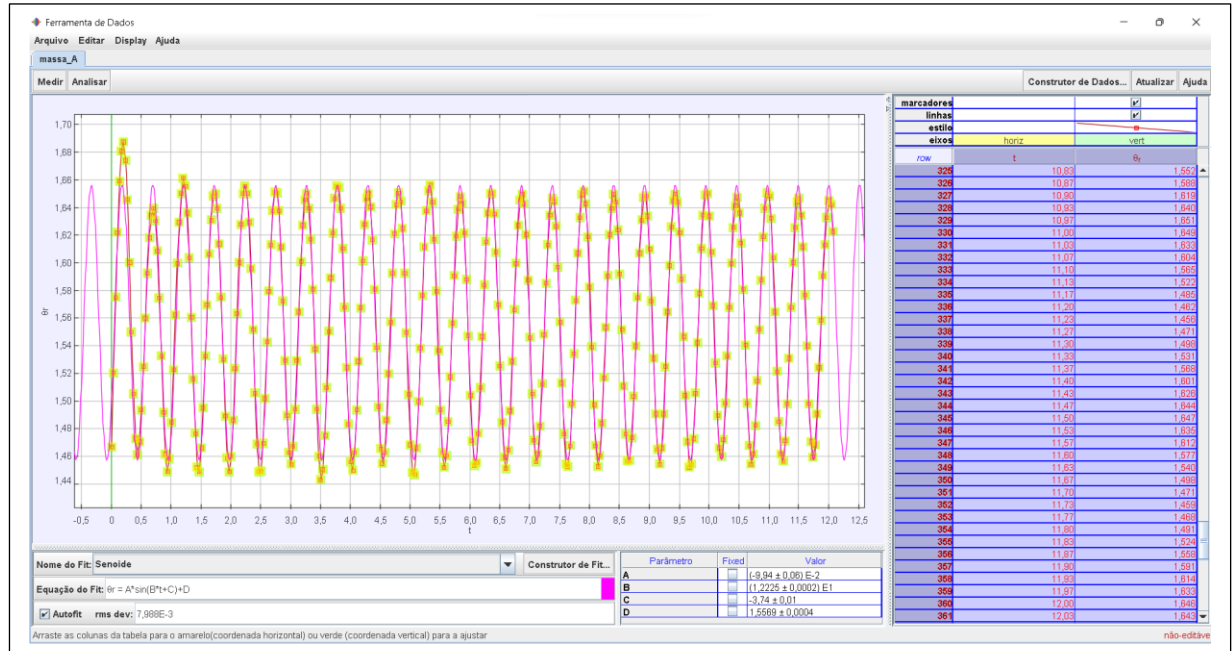 Ferramenta de Dados
Arquivo Editar Display Ajuda
massa_A
Medir Analisar
Construtor de Dados... Atualizar Ajuda
1,70
1,68
1,66
1,64
1,62
1,60
1,58
1,56
1,54
1,52
1,50
1,48
1,46
1,44
θr
-0,5 0 0,5 1,0 1,5 2,0 2,5 3,0 3,5 4,0 4,5 5,0 5,5 6,0 6,5 7,0 7,5 8,0 8,5 9,0 9,5 10,0 10,5 11,0 11,5 12,0 12,5
t
marcadores
linhas
estilo
eixos horiz vert
row t θr
325 10,83 1,552
326 10,87 1,588
327 10,90 1,619
328 10,93 1,640
329 10,97 1,651
330 11,00 1,649
331 11,03 1,633
332 11,07 1,604
333 11,10 1,565
334 11,13 1,522
335 11,17 1,485
336 11,20 1,462
337 11,23 1,456
338 11,27 1,471
339 11,30 1,498
340 11,33 1,531
341 11,37 1,568
342 11,40 1,601
343 11,43 1,626
344 11,47 1,644
345 11,50 1,647
346 11,53 1,635
347 11,57 1,612
348 11,60 1,577
349 11,63 1,540
350 11,67 1,498
351 11,70 1,471
352 11,73 1,459
353 11,77 1,468
354 11,80 1,491
355 11,83 1,524
356 11,87 1,558
357 11,90 1,591
358 11,93 1,614
359 11,97 1,633
360 12,00 1,646
361 12,03 1,643
Nome do Fit: Senoide Construtor de Fit...
Equação do Fit: θr = A*sin(B*t+C)+D
Autofit rms dev: 7,988E-3
Parâmetro Fixed Valor
A (-9,94 ± 0,06) E-2
B (1,2225 ± 0,0002) E1
C -3,74 ± 0,01
D 1,5569 ± 0,0004
Arraste as colunas da tabela para o amarelo(coordenada horizontal) ou verde (coordenada vertical) para a ajustar
não-editáve